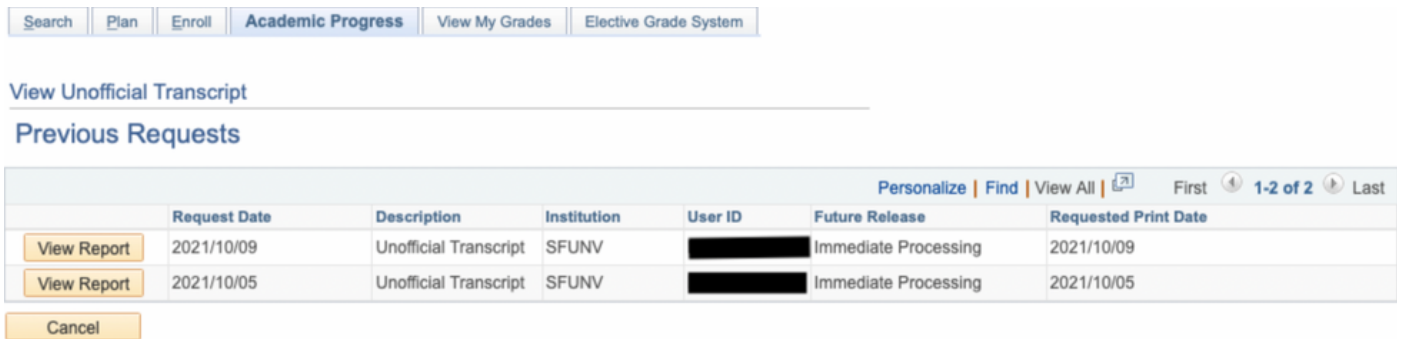 Search Plan Enroll Academic Progress View My Grades Elective Grade System
View Unofficial Transcript
Previous Requests
Personalize | Find | View All | First 1-2 of 2 Last
Request Date Description Institution User ID Future Release Requested Print Date
View Report 2021/10/09 Unofficial Transcript SFUNV Immediate Processing 2021/10/09
View Report 2021/10/05 Unofficial Transcript SFUNV Immediate Processing 2021/10/05
Cancel